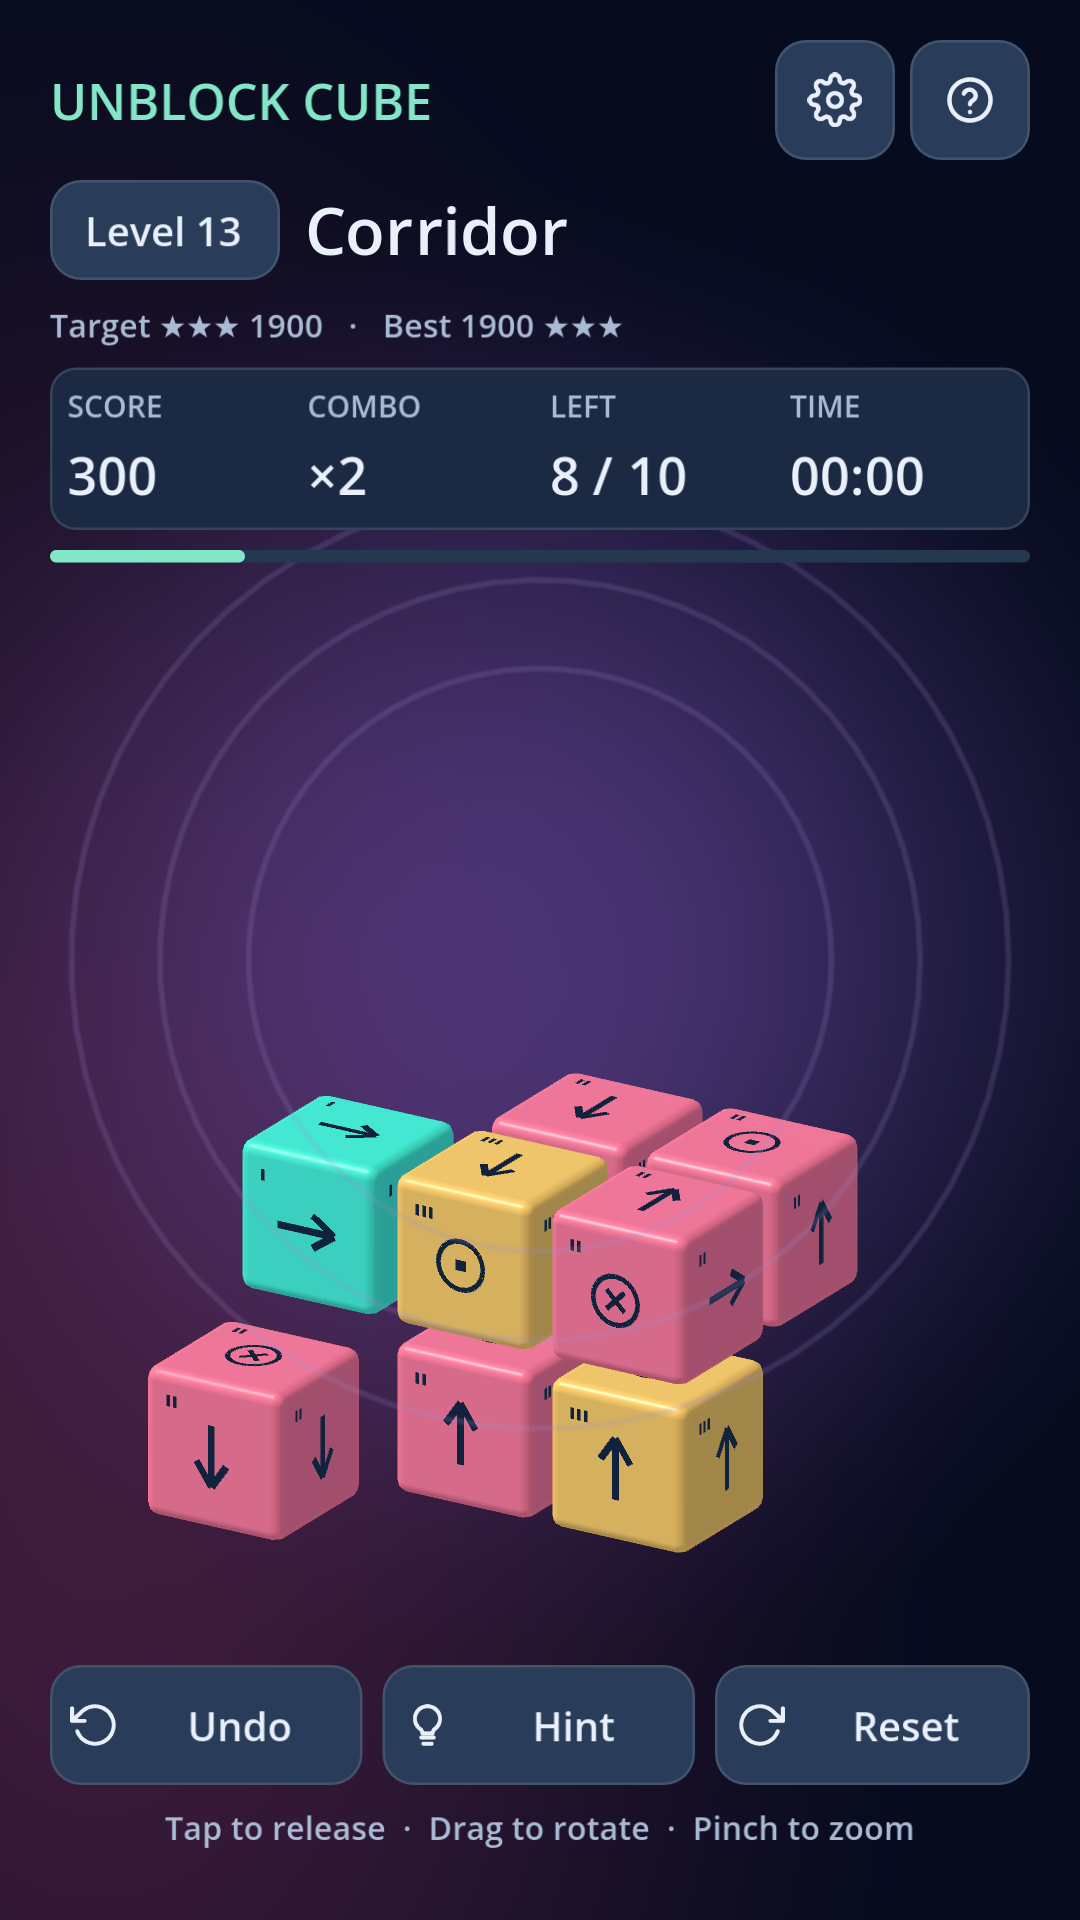 UNBLOCK CUBE
Level 13 Corridor
Target ★★★ 1900 · Best 1900 ★★★
SCORE COMBO LEFT TIME
300 ×2 8 / 10 00:00
Undo Hint Reset
Tap to release · Drag to rotate · Pinch to zoom